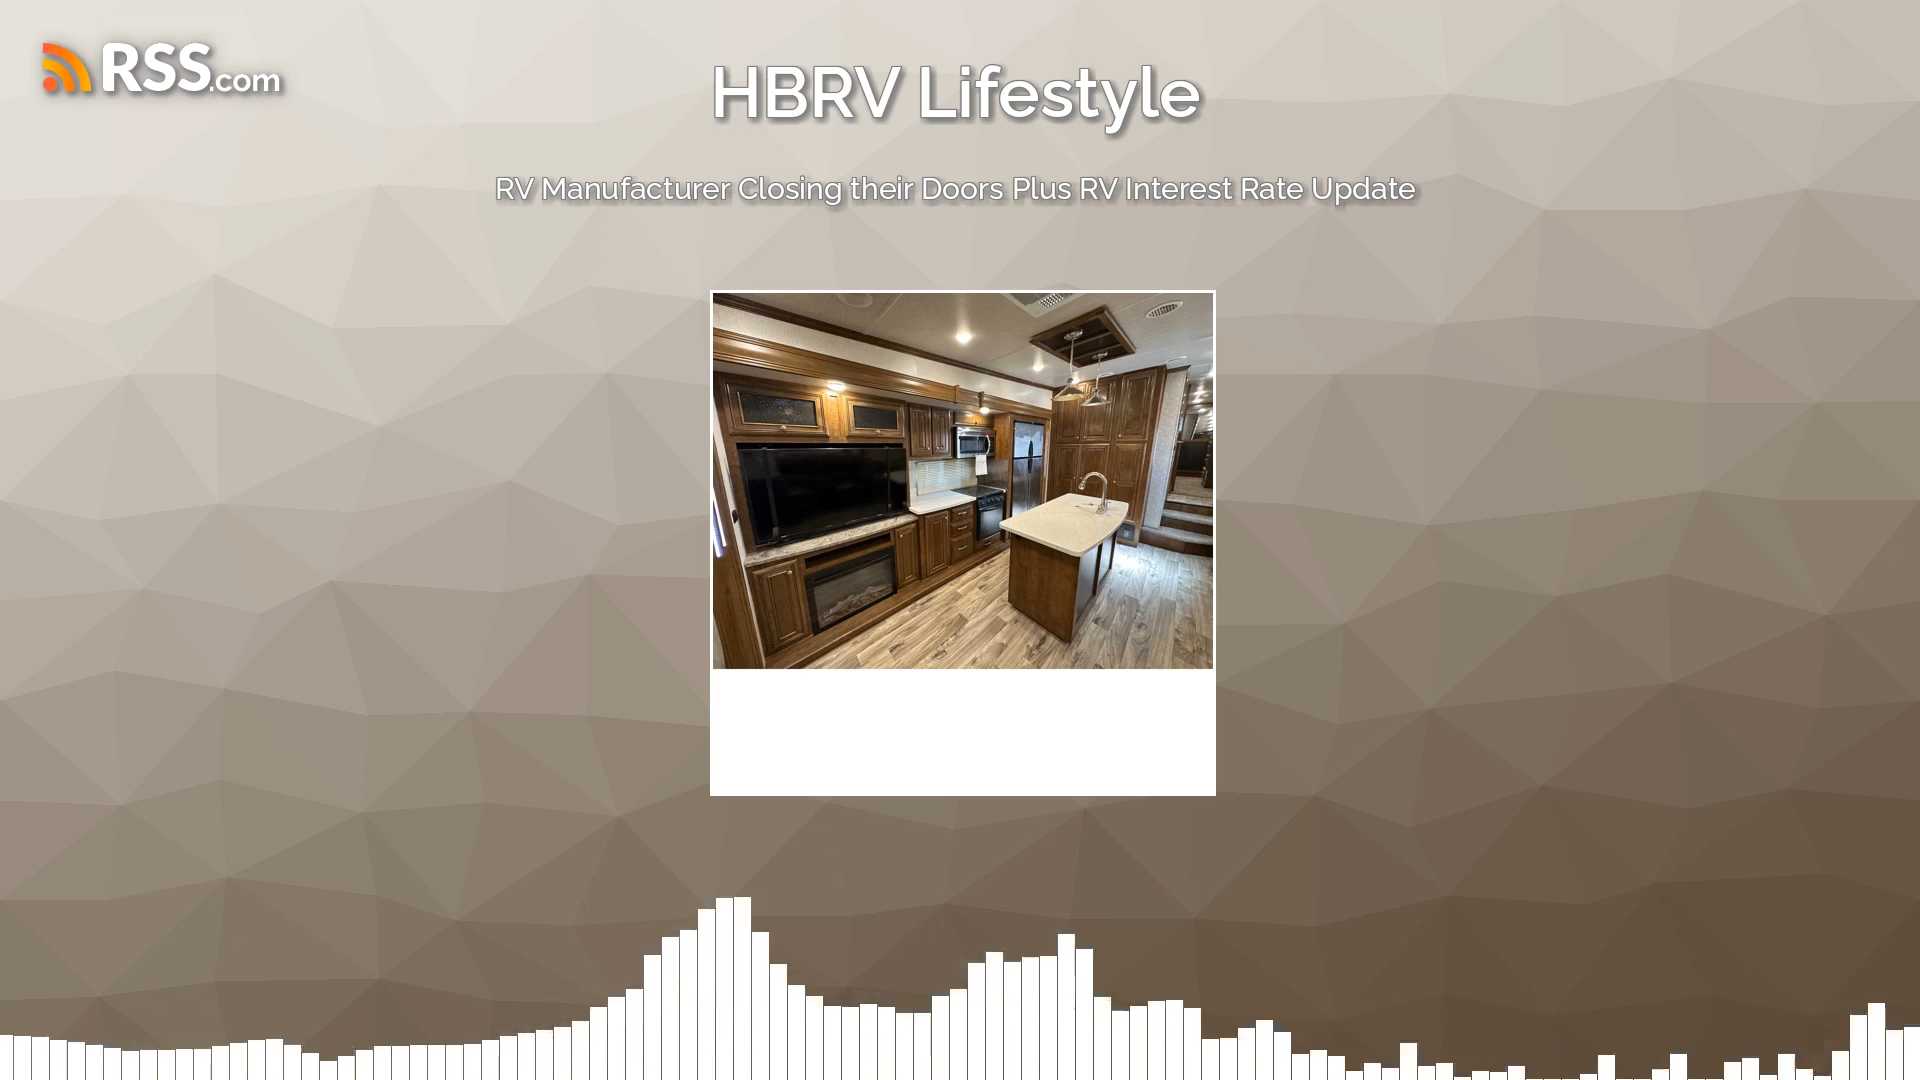 RSS.com
HBRV Lifestyle
RV Manufacturer Closing their Doors Plus RV Interest Rate Update